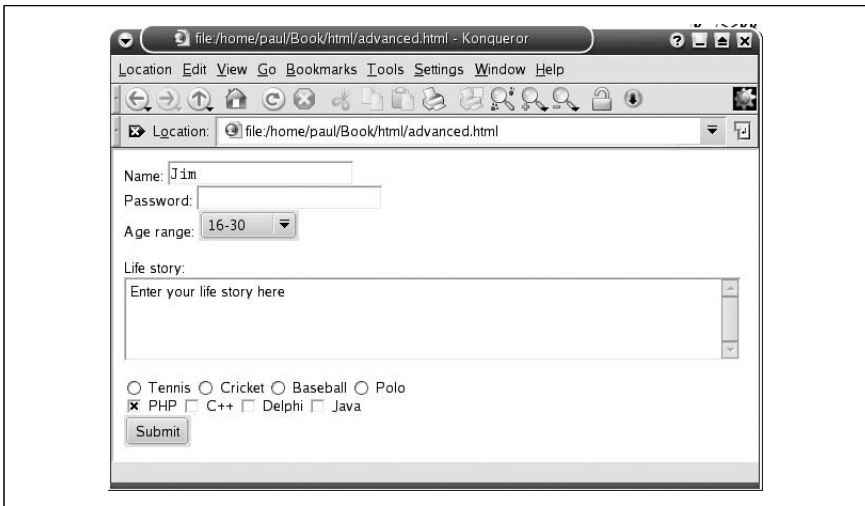 file:/home/paul/Book/html/advanced.html - Konqueror
Location Edit View Go Bookmarks Tools Settings Window Help
Location: file:/home/paul/Book/html/advanced.html
Name: Jim
Password:
Age range: 16-30
Life story:
Enter your life story here
Tennis Cricket Baseball Polo
PHP C++ Delphi Java
Submit